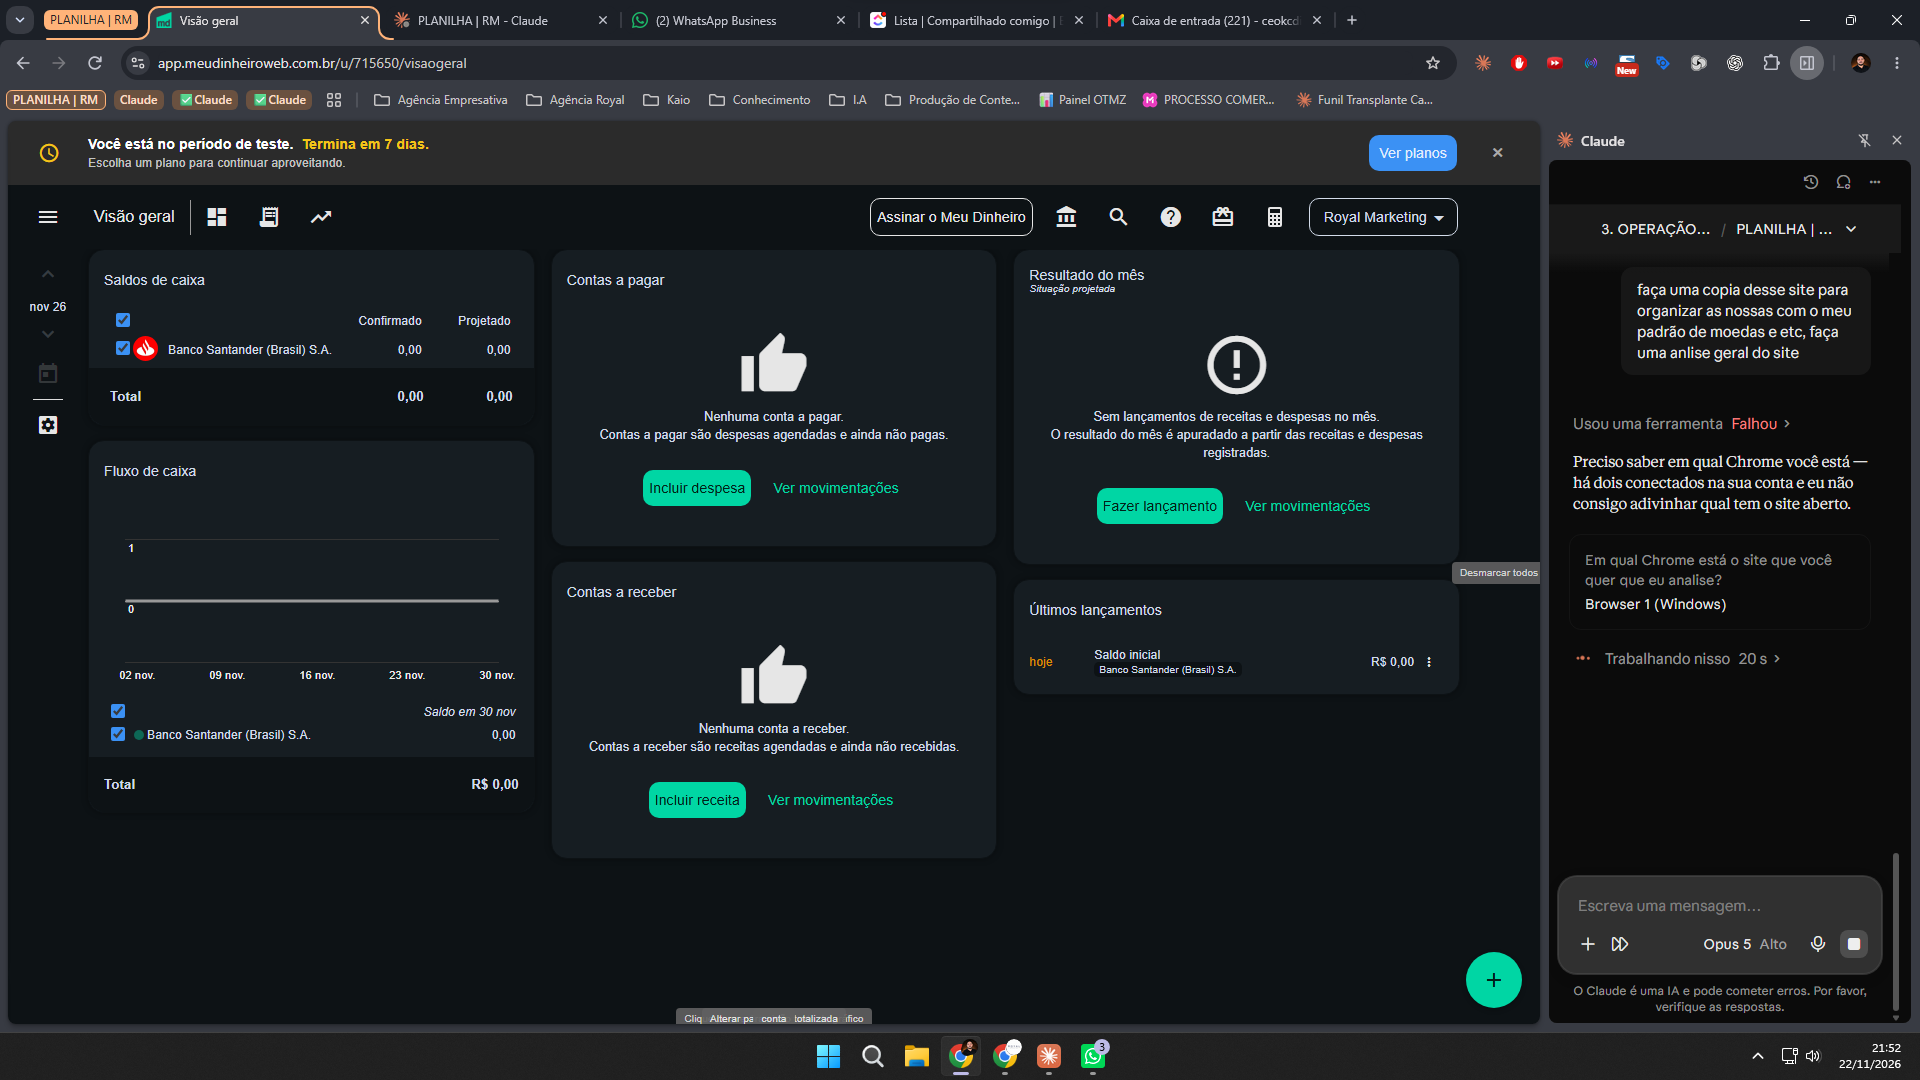 PLANILHA | RM
Visão geral
PLANILHA | RM - Claude
(2) WhatsApp Business
Lista | Compartilhado comigo |
Caixa de entrada (221) - ceokcd
app.meudinheiroweb.com.br/u/715650/visaogeral
New
PLANILHA | RM
Claude
Claude
Claude
Agência Empresativa
Agência Royal
Kaio
Conhecimento
I.A
Produção de Conte...
Painel OTMZ
PROCESSO COMER...
Funil Transplante Ca...
Você está no período de teste. Termina em 7 dias.
Escolha um plano para continuar aproveitando.
Ver planos
Visão geral
Assinar o Meu Dinheiro
Royal Marketing
nov 26
Saldos de caixa
Confirmado Projetado
Banco Santander (Brasil) S.A. 0,00 0,00
Total 0,00 0,00
Fluxo de caixa
1
0
02 nov. 09 nov. 16 nov. 23 nov. 30 nov.
Saldo em 30 nov
Banco Santander (Brasil) S.A. 0,00
Total R$ 0,00
Contas a pagar
Nenhuma conta a pagar.
Contas a pagar são despesas agendadas e ainda não pagas.
Incluir despesa Ver movimentações
Contas a receber
Nenhuma conta a receber.
Contas a receber são receitas agendadas e ainda não recebidas.
Incluir receita Ver movimentações
Resultado do mês
Situação projetada
Sem lançamentos de receitas e despesas no mês.
O resultado do mês é apuradado a partir das receitas e despesas
registradas.
Fazer lançamento Ver movimentações
Desmarcar todos
Últimos lançamentos
hoje Saldo inicial R$ 0,00
Banco Santander (Brasil) S.A.
Cliq Alterar pa conta totalizada ífico
Claude
3. OPERAÇÃO... / PLANILHA | ...
faça uma copia desse site para
organizar as nossas com o meu
padrão de moedas e etc, faça
uma anlise geral do site
Usou uma ferramenta Falhou
Preciso saber em qual Chrome você está —
há dois conectados na sua conta e eu não
consigo adivinhar qual tem o site aberto.
Em qual Chrome está o site que você
quer que eu analise?
Browser 1 (Windows)
Trabalhando nisso 20 s
Escreva uma mensagem...
Opus 5 Alto
O Claude é uma IA e pode cometer erros. Por favor,
verifique as respostas.
3
21:52
22/11/2026